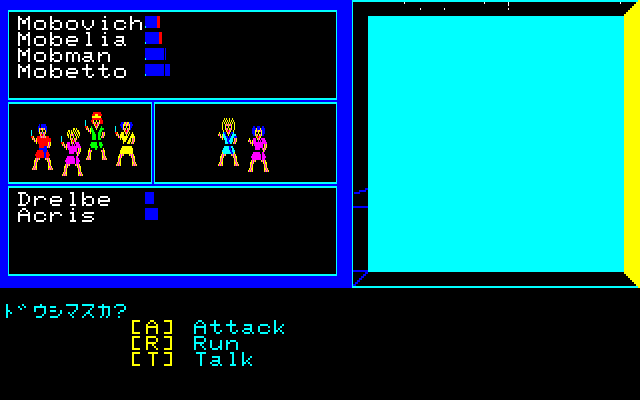 Mobovich
Mobelia
Mobman
Mobetto
Drelbe
Acris
ドウシマスカ?
[A] Attack
[R] Run
[T] Talk